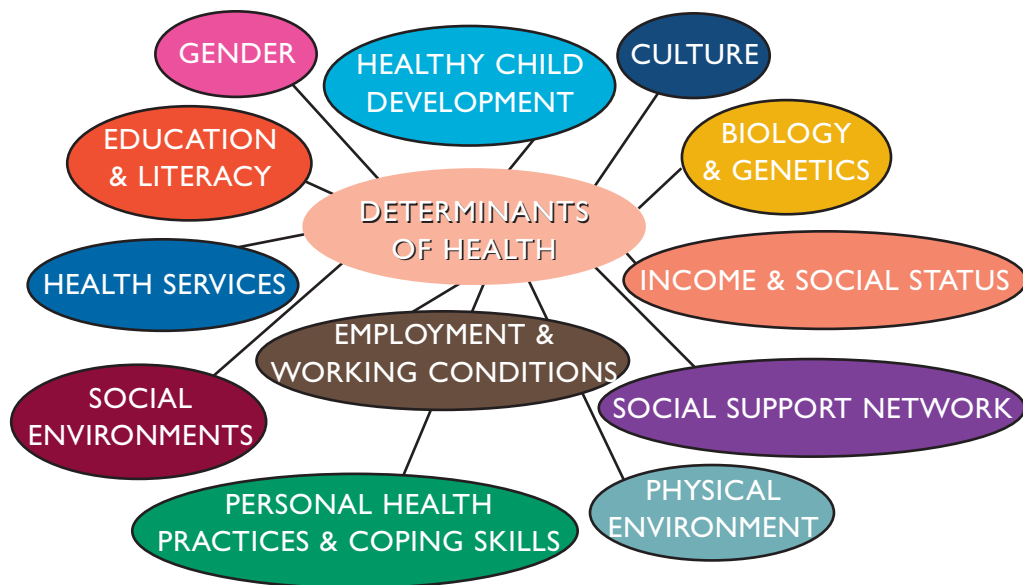 GENDER
HEALTHY CHILD
DEVELOPMENT
CULTURE
EDUCATION
& LITERACY
BIOLOGY
& GENETICS
DETERMINANTS
OF HEALTH
HEALTH SERVICES
INCOME & SOCIAL STATUS
EMPLOYMENT &
WORKING CONDITIONS
SOCIAL
ENVIRONMENTS
SOCIAL SUPPORT NETWORK
PERSONAL HEALTH
PRACTICES & COPING SKILLS
PHYSICAL
ENVIRONMENT